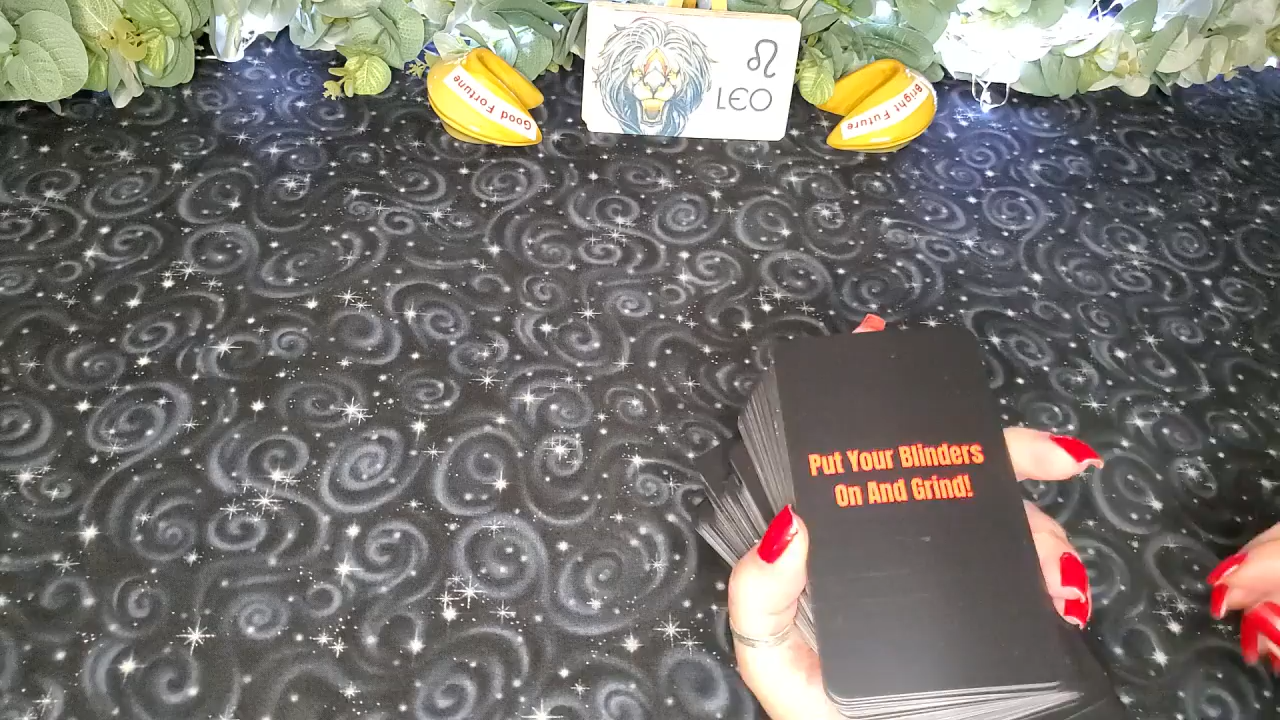 Good Fortune
♌
LEO
Bright Future
Put Your Blinders
On And Grind!